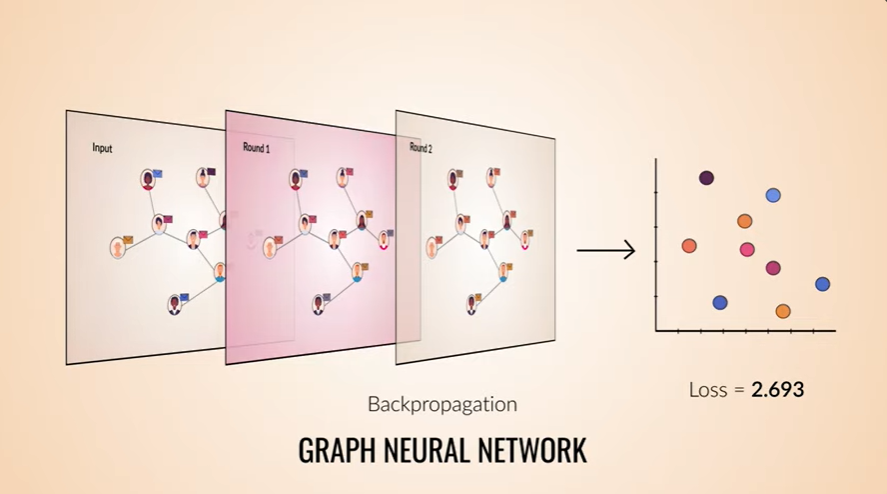 Input
Round 1
Round 2
Loss = 2.693
Backpropagation
GRAPH NEURAL NETWORK